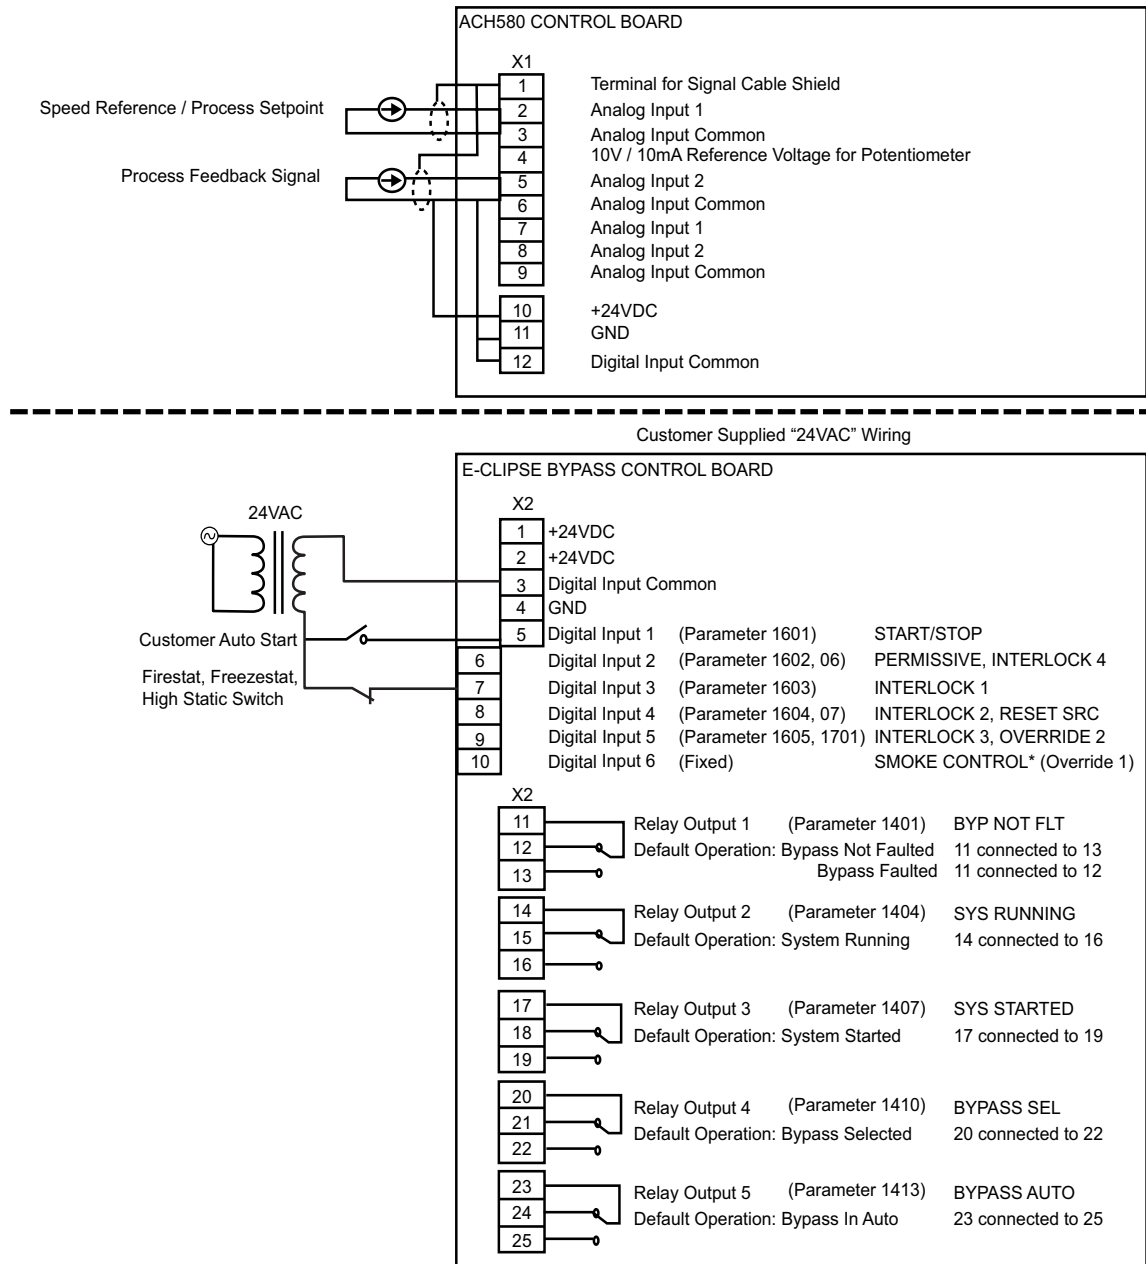 ACH580 CONTROL BOARD
X1
1 Terminal for Signal Cable Shield
Speed Reference / Process Setpoint 2 Analog Input 1
3 Analog Input Common
4 10V / 10mA Reference Voltage for Potentiometer
Process Feedback Signal 5 Analog Input 2
6 Analog Input Common
7 Analog Input 1
8 Analog Input 2
9 Analog Input Common
10 +24VDC
11 GND
12 Digital Input Common
Customer Supplied “24VAC” Wiring
E-CLIPSE BYPASS CONTROL BOARD
X2
24VAC
1 +24VDC
2 +24VDC
3 Digital Input Common
4 GND
Customer Auto Start 5 Digital Input 1 (Parameter 1601) START/STOP
6 Digital Input 2 (Parameter 1602, 06) PERMISSIVE, INTERLOCK 4
Firestat, Freezestat,
High Static Switch
7 Digital Input 3 (Parameter 1603) INTERLOCK 1
8 Digital Input 4 (Parameter 1604, 07) INTERLOCK 2, RESET SRC
9 Digital Input 5 (Parameter 1605, 1701) INTERLOCK 3, OVERRIDE 2
10 Digital Input 6 (Fixed) SMOKE CONTROL* (Override 1)
X2
11 Relay Output 1 (Parameter 1401) BYP NOT FLT
12 Default Operation: Bypass Not Faulted 11 connected to 13
13 Bypass Faulted 11 connected to 12
14 Relay Output 2 (Parameter 1404) SYS RUNNING
15 Default Operation: System Running 14 connected to 16
16
17 Relay Output 3 (Parameter 1407) SYS STARTED
18 Default Operation: System Started 17 connected to 19
19
20 Relay Output 4 (Parameter 1410) BYPASS SEL
21 Default Operation: Bypass Selected 20 connected to 22
22
23 Relay Output 5 (Parameter 1413) BYPASS AUTO
24 Default Operation: Bypass In Auto 23 connected to 25
25